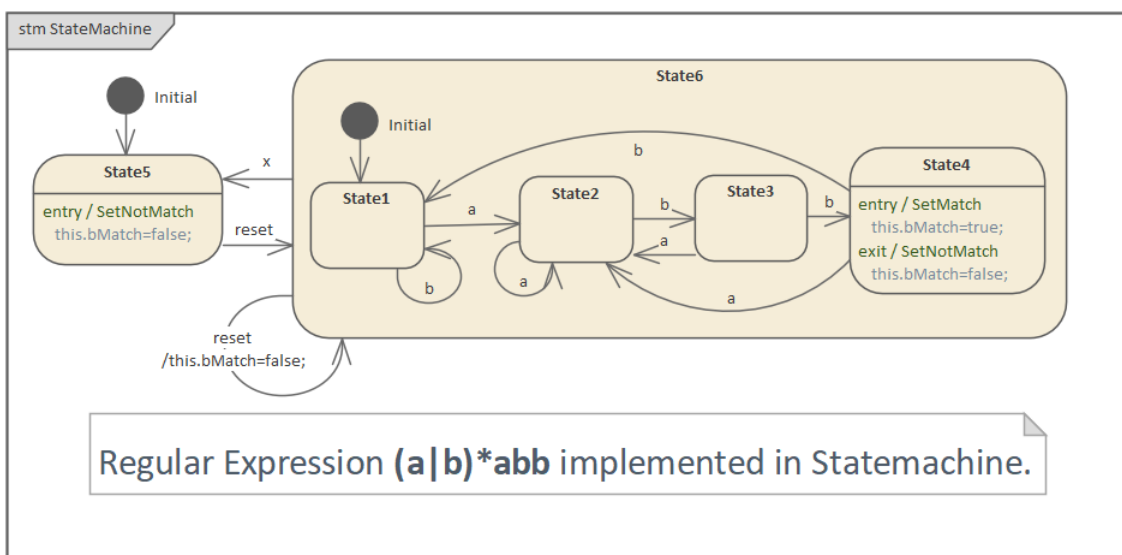 stm StateMachine
State6
Initial
Initial
x
b
State5
State4
State1
State2
State3
a
b
b
entry / SetNotMatch
this.bMatch=false;
entry / SetMatch
this.bMatch=true;
reset
a
exit / SetNotMatch
this.bMatch=false;
b
a
a
reset
/this.bMatch=false;
Regular Expression (a|b)*abb implemented in Statemachine.